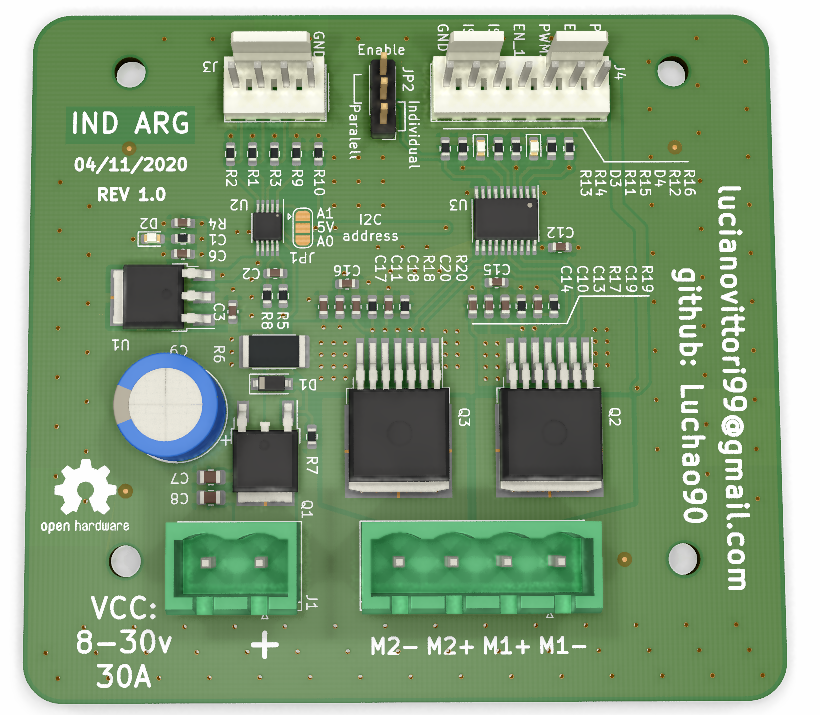 GND
J3
Enable
JP2
Paralell
Individual
GND
EN_1
J4
IND ARG
04/11/2020
REV 1.0
R2
R1
R3
R9
R10
R13
R14
D3
R11
R15
D4
R12
R16
U2
A1
5V
A0
JP1
I2C
address
U3
C12
D2
R4
C1
C6
U1
C3
C2
R8
R5
C16
C17
C11
C18
R18
C20
R20
C15
C14
C10
C13
R17
C19
R19
C9
R6
D1
R7
Q3
Q2
Q1
C7
C8
+
lucianovittori99@gmail.com
github: Luchao90
open hardware
J1
VCC:
8-30v
30A
+
M2- M2+ M1+ M1-